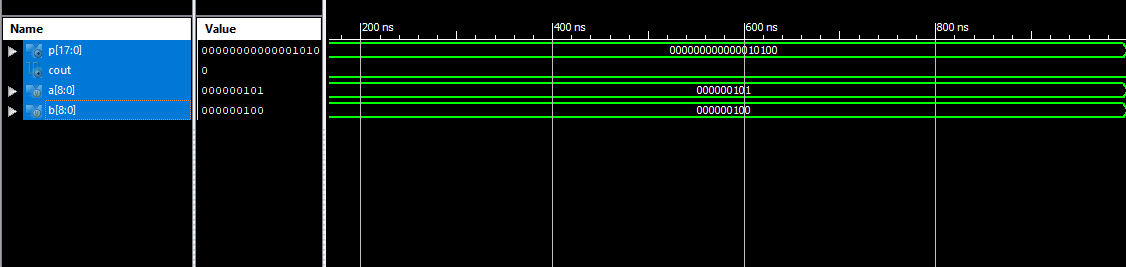 Name Value 200 ns 400 ns 600 ns 800 ns
p[17:0] 00000000000001010 000000000000010100
cout 0
a[8:0] 000000101 000000101
b[8:0] 000000100 000000100